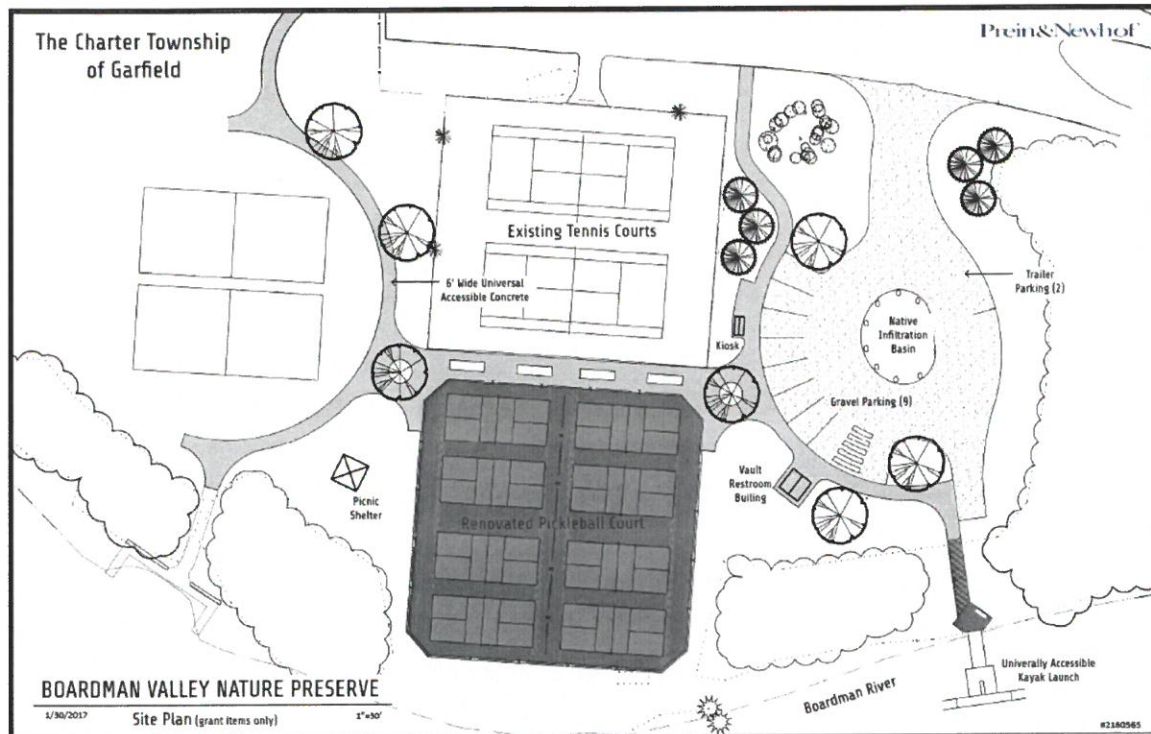 The Charter Township
of Garfield
Prein&Newhof
Existing Tennis Courts
6' Wide Universal
Accessible Concrete
Trailer
Parking (2)
Native
Infiltration
Basin
Kiosk
Gravel Parking (9)
Vault
Restroom
Builing
Picnic
Shelter
Renovated Pickleball Court
Univerally Accessible
Kayak Launch
Boardman River
BOARDMAN VALLEY NATURE PRESERVE
1/30/2017
Site Plan (grant items only)
1"=30'
#2160565